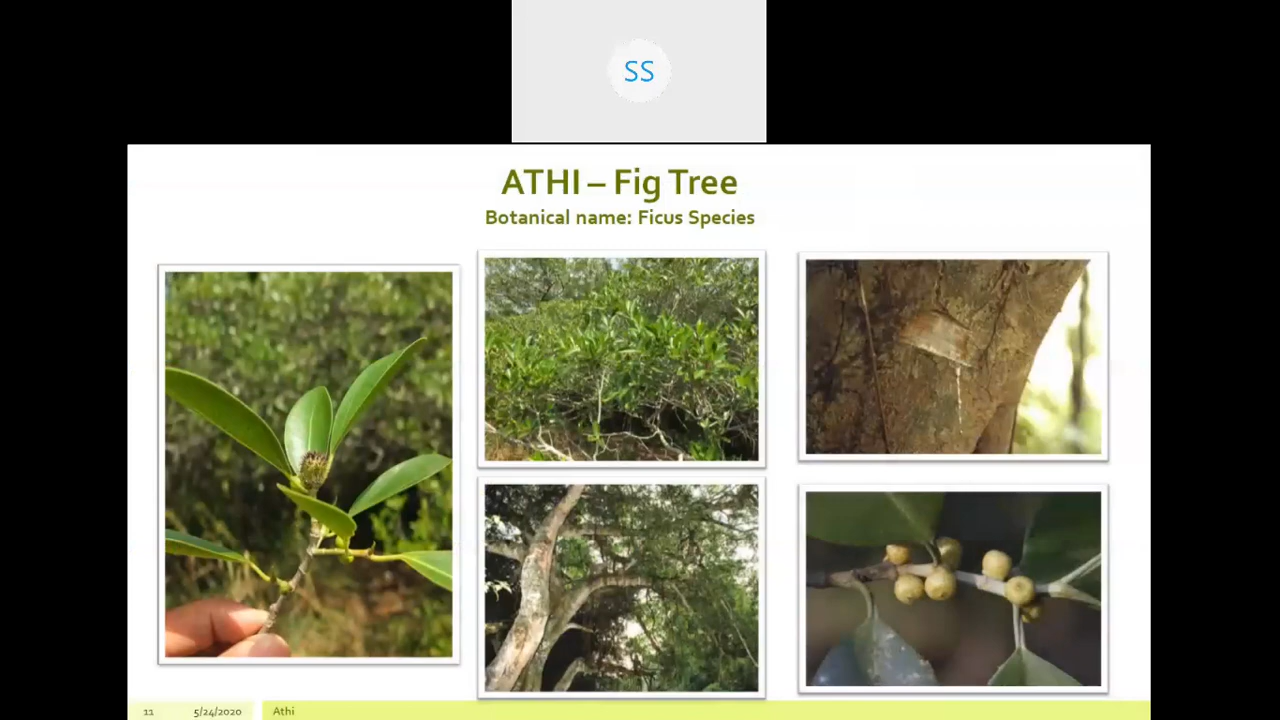 SS
ATHI – Fig Tree
Botanical name: Ficus Species
11 5/24/2020 Athi